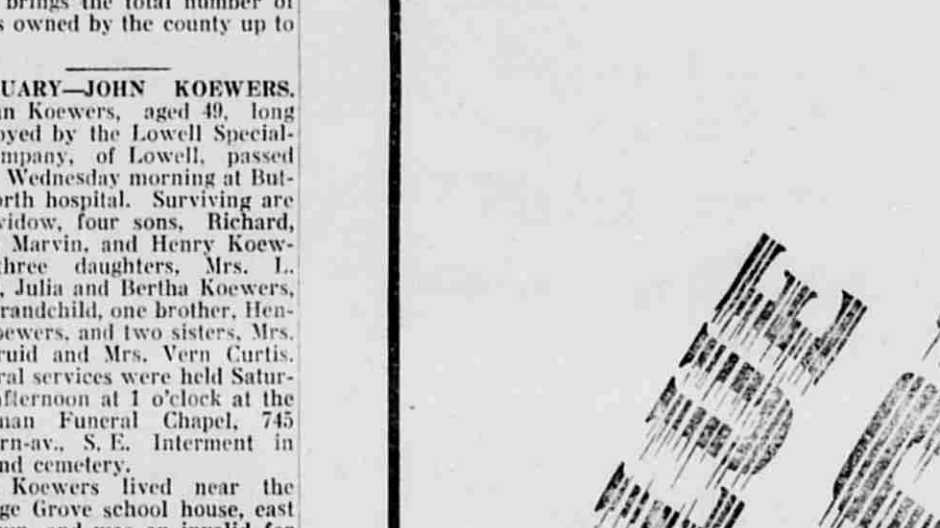 brings the total number of
s owned by the county up to
UARY—JOHN KOEWERS.
n Koewers, aged 49, long
oyed by the Lowell Special-
mpany, of Lowell, passed
Wednesday morning at But-
orth hospital. Surviving are
widow, four sons, Richard,
Marvin, and Henry Koew-
three daughters, Mrs. L.
, Julia and Bertha Koewers,
randchild, one brother, Hen-
oewers, and two sisters, Mrs.
ruid and Mrs. Vern Curtis.
ral services were held Satur-
afternoon at 1 o'clock at the
man Funeral Chapel, 745
rn-av., S. E. Interment in
nd cemetery.
Koewers lived near the
ge Grove school house, east